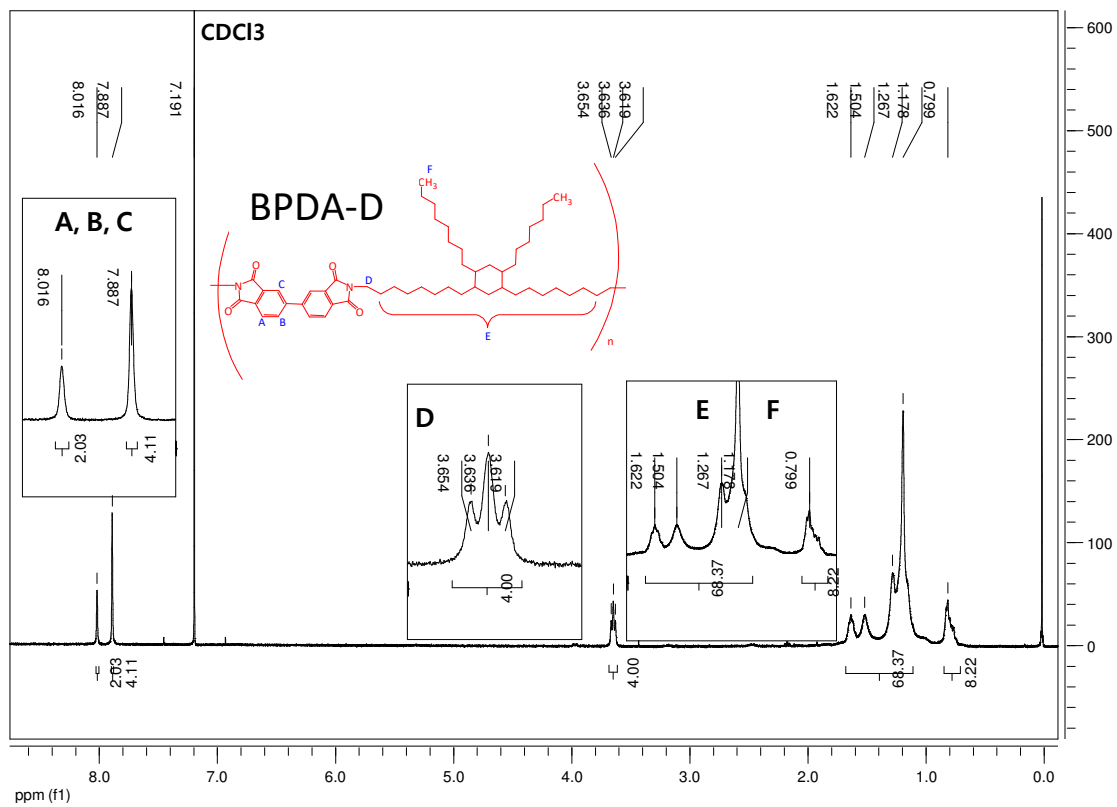 CDCl3
8.016
7.887
7.191
3.654
3.636
3.619
1.622
1.504
1.267
1.178
0.799
600
500
400
300
200
100
0
A, B, C
8.016
7.887
2.03
4.11
BPDA-D
F
CH3
CH3
O
O
N
O
O
N
O
O
A
B
C
D
E
n
D
3.654
3.636
3.619
4.00
E
F
1.622
1.504
1.267
1.178
0.799
68.37
8.22
2.03
4.11
4.00
68.37
8.22
8.0
7.0
6.0
5.0
4.0
3.0
2.0
1.0
0.0
ppm (f1)